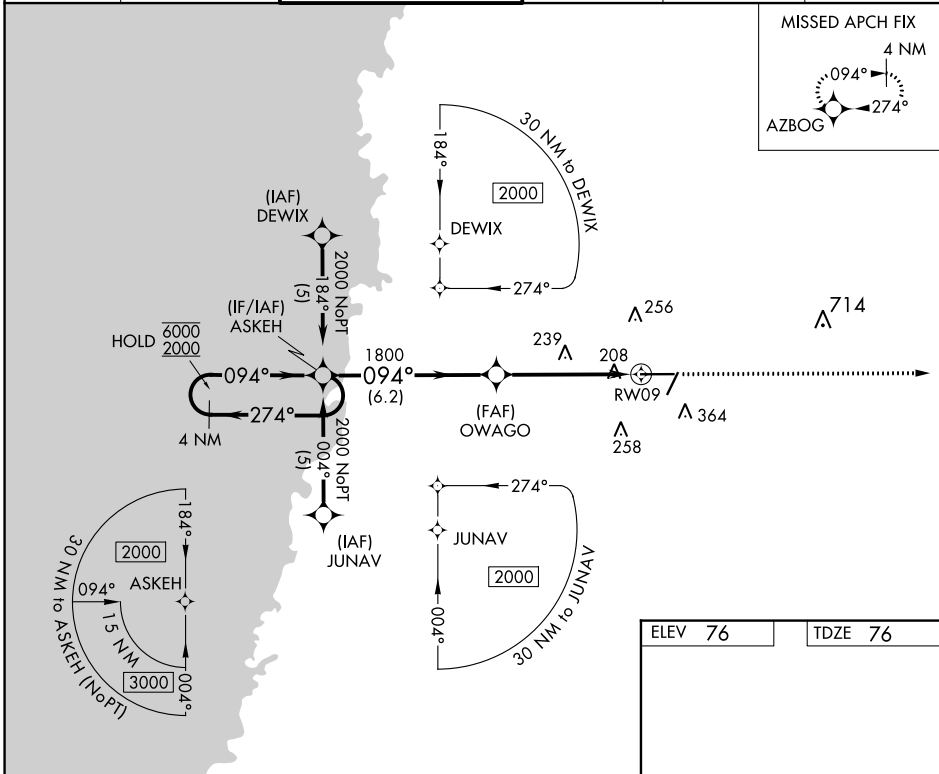 MISSED APCH FIX
4 NM
094°
274°
AZBOG
30 NM to DEWIX
184°
2000
DEWIX
274°
(IAF)
DEWIX
2000 NoPT
184°
(5)
(IF/IAF)
ASKEH
HOLD 6000
2000
094°
274°
4 NM
1800
094°
(6.2)
(FAF)
OWAGO
239
256
208
714
RW09
364
258
2000 NoPT
004°
(5)
(IAF)
JUNAV
274°
JUNAV
2000
004°
30 NM to JUNAV
184°
2000
ASKEH
094°
15 NM
3000
004°
30 NM to ASKEH (NoPT)
ELEV 76
TDZE 76